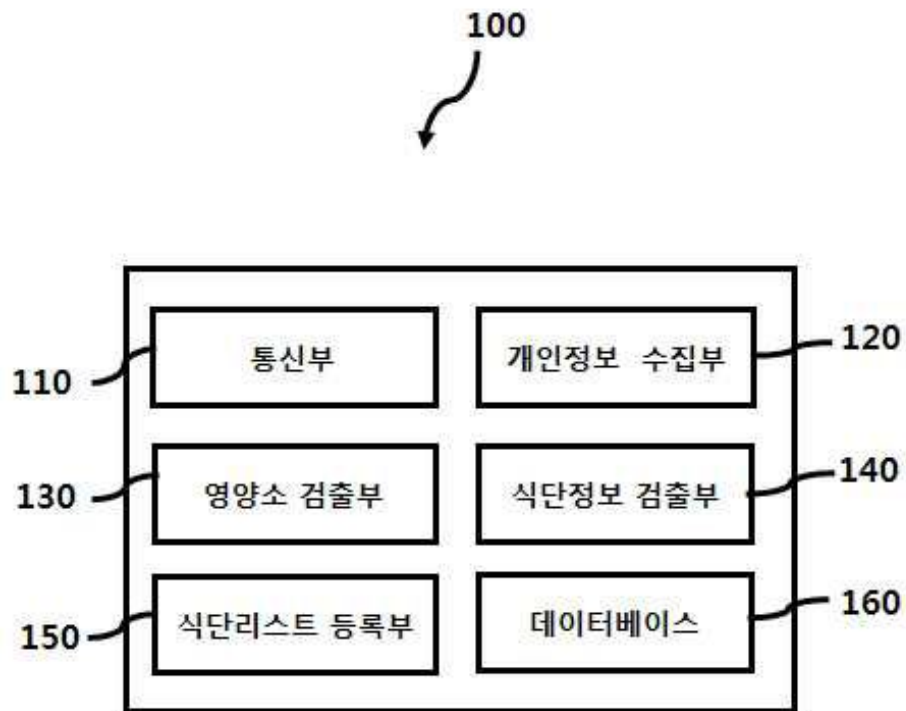 100
통신부
개인정보 수집부
110
120
영양소 검출부
식단정보 검출부
130
140
식단리스트 등록부
데이터베이스
150
160